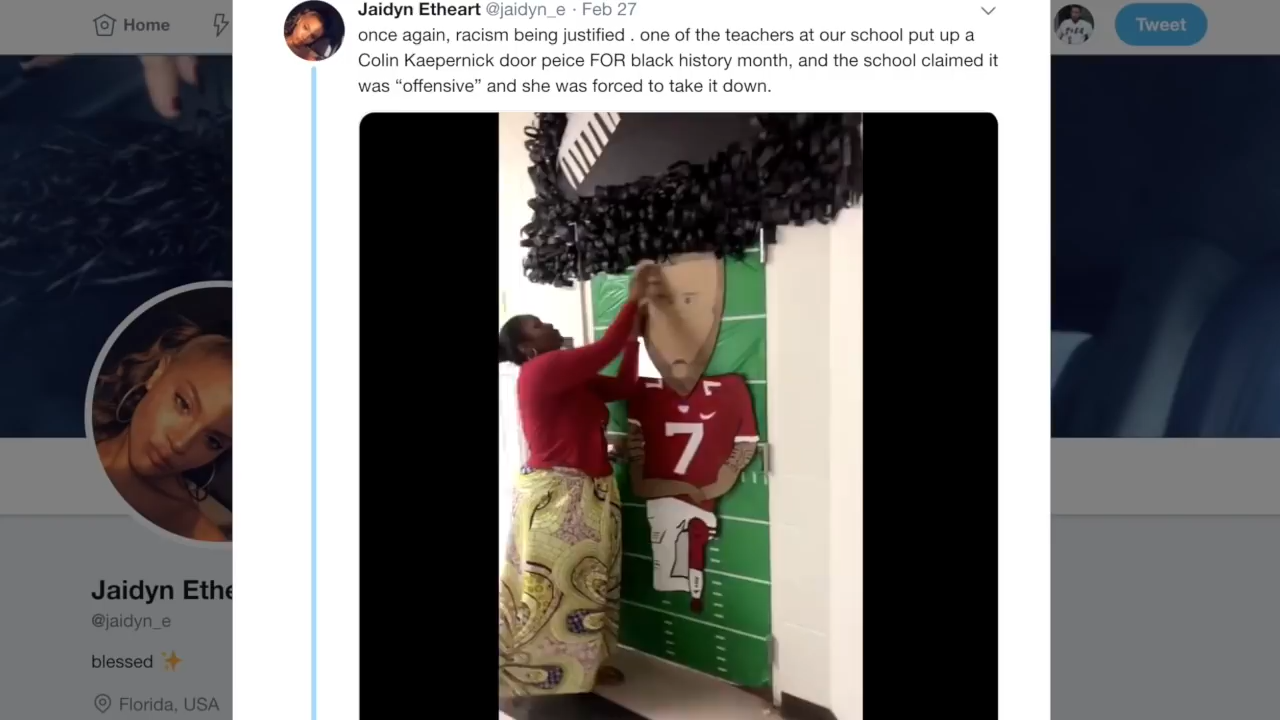 Home
Tweet
Jaidyn Etheart @jaidyn_e · Feb 27
once again, racism being justified . one of the teachers at our school put up a
Colin Kaepernick door peice FOR black history month, and the school claimed it
was “offensive” and she was forced to take it down.
7
7
Jaidyn Ethe
@jaidyn_e
blessed ✨
Florida, USA